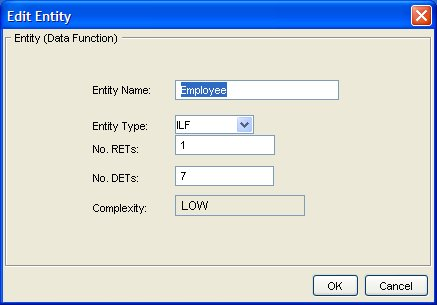 Edit Entity
Entity (Data Function)
Entity Name: Employee
Entity Type: ILF
No. RETs: 1
No. DETs: 7
Complexity: LOW
OK Cancel